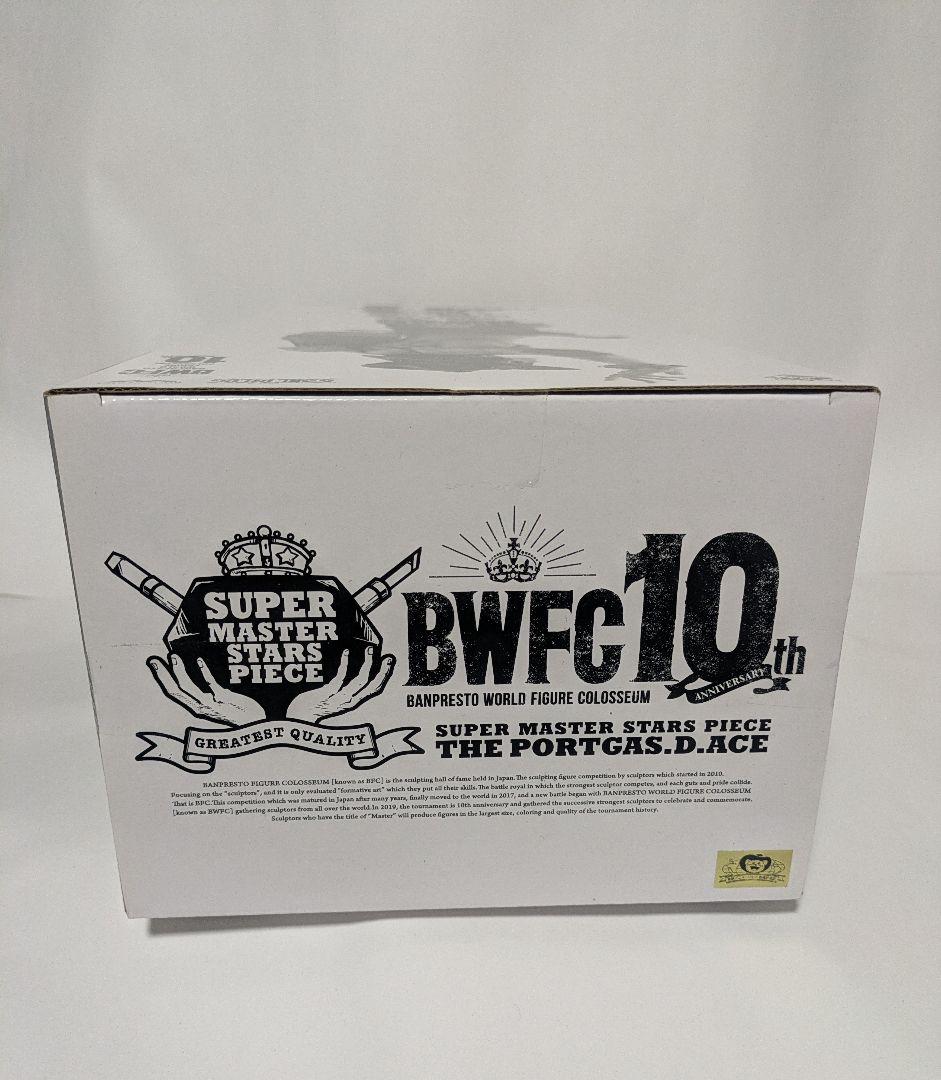 SUPER
MASTER
STARS
PIECE
GREATEST QUALITY
BWFC 10th
ANNIVERSARY
BANPRESTO WORLD FIGURE COLOSSEUM
SUPER MASTER STARS PIECE
THE PORTGAS.D.ACE
BANPRESTO FIGURE COLOSSEUM [known as BFC] is the sculpting hall of fame held in Japan. The sculpting figure competition by sculptors which started in 2010.
Focusing on the "sculptors", and it is only evaluated "formative art" which they put all their skills. The battle royal in which the strongest sculptor competes, and each guts and pride collide.
That is BFC. This competition which was matured in Japan after many years, finally moved to the world in 2017, and a new battle began with BANPRESTO WORLD FIGURE COLOSSEUM
[known as BWFC] gathering sculptors from all over the world. In 2019, the tournament is 10th anniversary and gathered the successive strongest sculptors to celebrate and commemorate.
Sculptors who have the title of "Master" will produce figures in the largest size, coloring and quality of the tournament history.